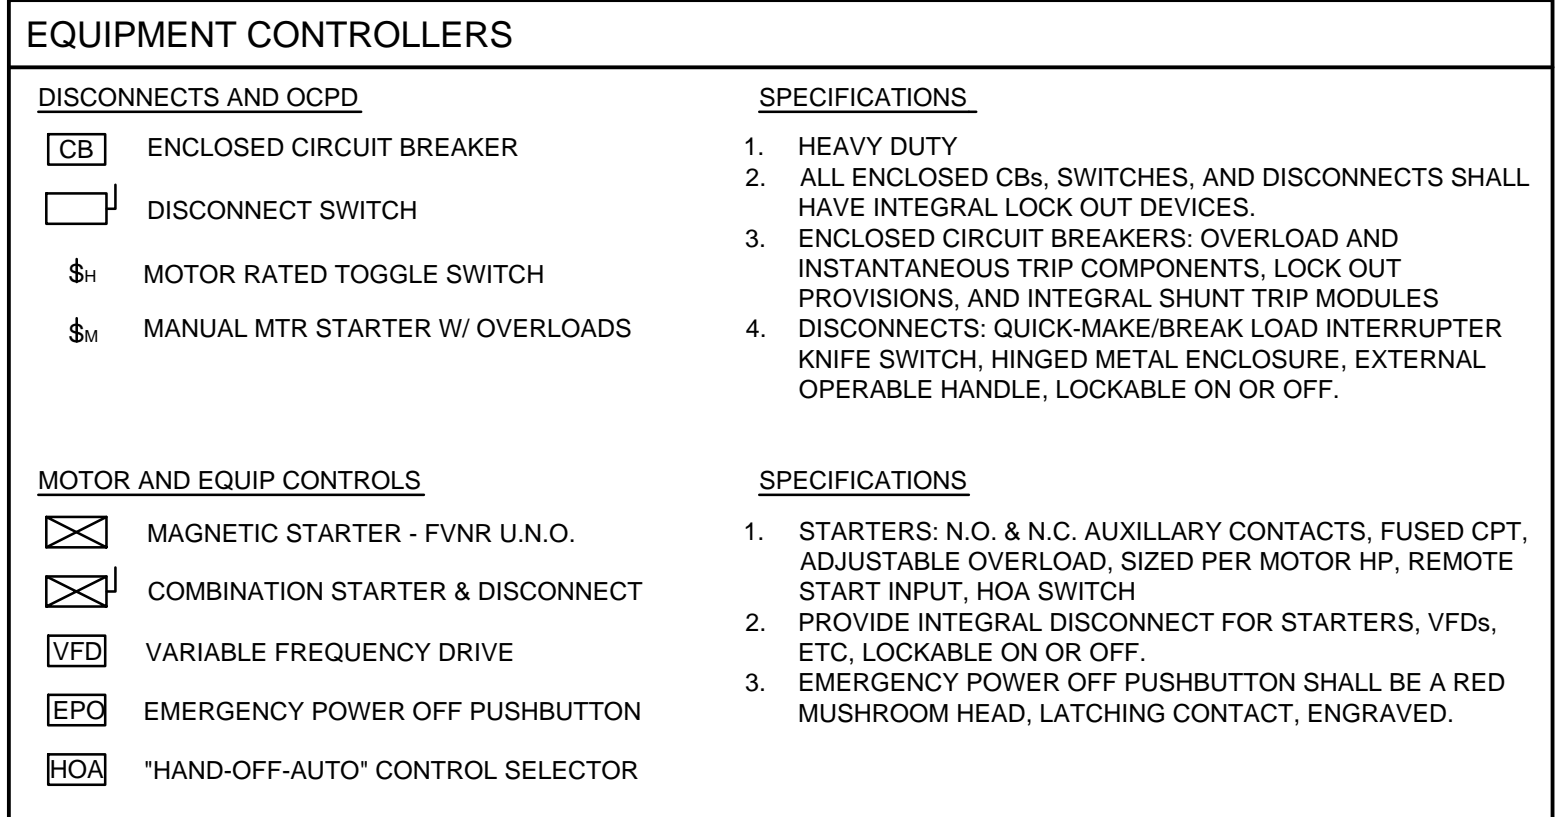 EQUIPMENT CONTROLLERS
DISCONNECTS AND OCPD
CB ENCLOSED CIRCUIT BREAKER
DISCONNECT SWITCH
$H MOTOR RATED TOGGLE SWITCH
$M MANUAL MTR STARTER W/ OVERLOADS
SPECIFICATIONS
1. HEAVY DUTY
2. ALL ENCLOSED CBs, SWITCHES, AND DISCONNECTS SHALL
HAVE INTEGRAL LOCK OUT DEVICES.
3. ENCLOSED CIRCUIT BREAKERS: OVERLOAD AND
INSTANTANEOUS TRIP COMPONENTS, LOCK OUT
PROVISIONS, AND INTEGRAL SHUNT TRIP MODULES
4. DISCONNECTS: QUICK-MAKE/BREAK LOAD INTERRUPTER
KNIFE SWITCH, HINGED METAL ENCLOSURE, EXTERNAL
OPERABLE HANDLE, LOCKABLE ON OR OFF.
MOTOR AND EQUIP CONTROLS
MAGNETIC STARTER - FVNR U.N.O.
COMBINATION STARTER & DISCONNECT
VFD VARIABLE FREQUENCY DRIVE
EPO EMERGENCY POWER OFF PUSHBUTTON
HOA "HAND-OFF-AUTO" CONTROL SELECTOR
SPECIFICATIONS
1. STARTERS: N.O. & N.C. AUXILLARY CONTACTS, FUSED CPT,
ADJUSTABLE OVERLOAD, SIZED PER MOTOR HP, REMOTE
START INPUT, HOA SWITCH
2. PROVIDE INTEGRAL DISCONNECT FOR STARTERS, VFDs,
ETC, LOCKABLE ON OR OFF.
3. EMERGENCY POWER OFF PUSHBUTTON SHALL BE A RED
MUSHROOM HEAD, LATCHING CONTACT, ENGRAVED.